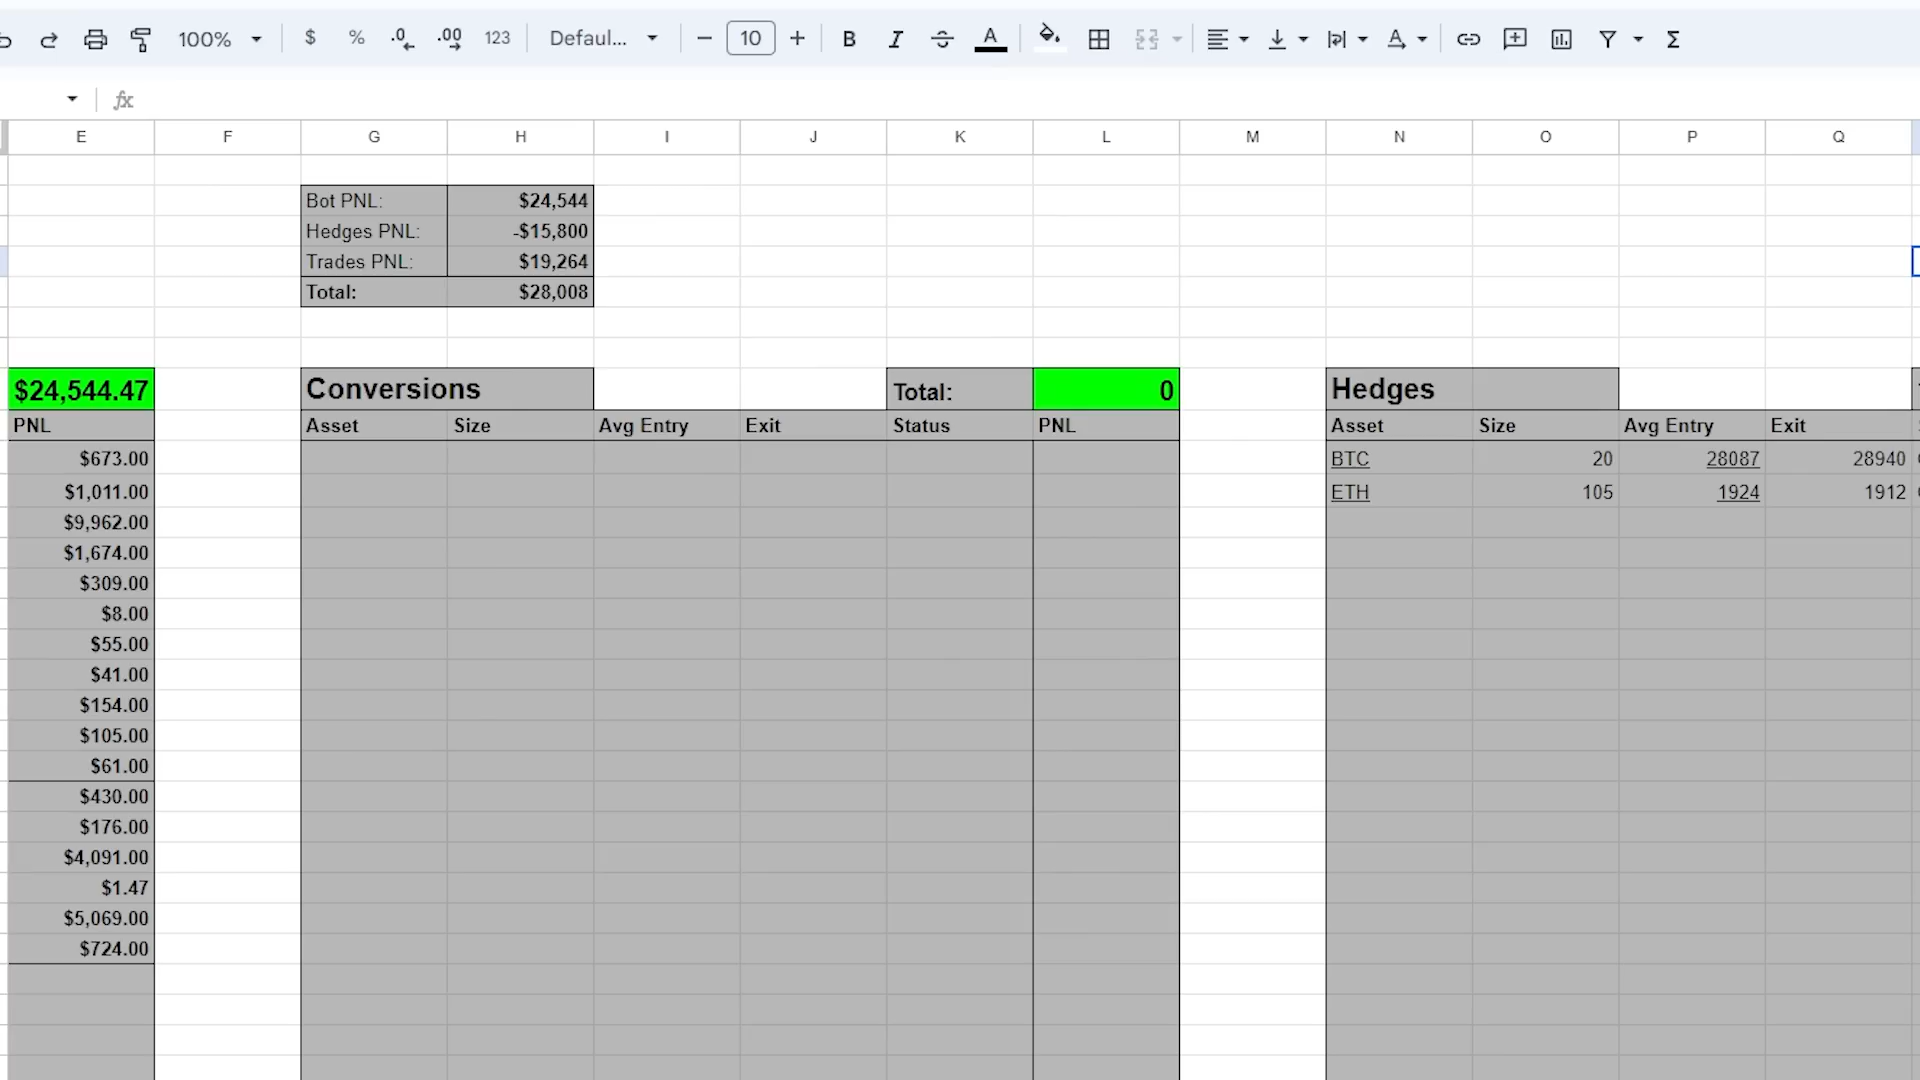 100% $ % .0 .00 123 Defaul... 10 B I A A Σ
fx
E F G H I J K L M N O P Q
Bot PNL: $24,544
Hedges PNL: -$15,800
Trades PNL: $19,264
Total: $28,008
$24,544.47 Conversions Total: 0 Hedges
PNL Asset Size Avg Entry Exit Status PNL Asset Size Avg Entry Exit
$673.00 BTC 20 28087 28940
$1,011.00 ETH 105 1924 1912
$9,962.00
$1,674.00
$309.00
$8.00
$55.00
$41.00
$154.00
$105.00
$61.00
$430.00
$176.00
$4,091.00
$1.47
$5,069.00
$724.00